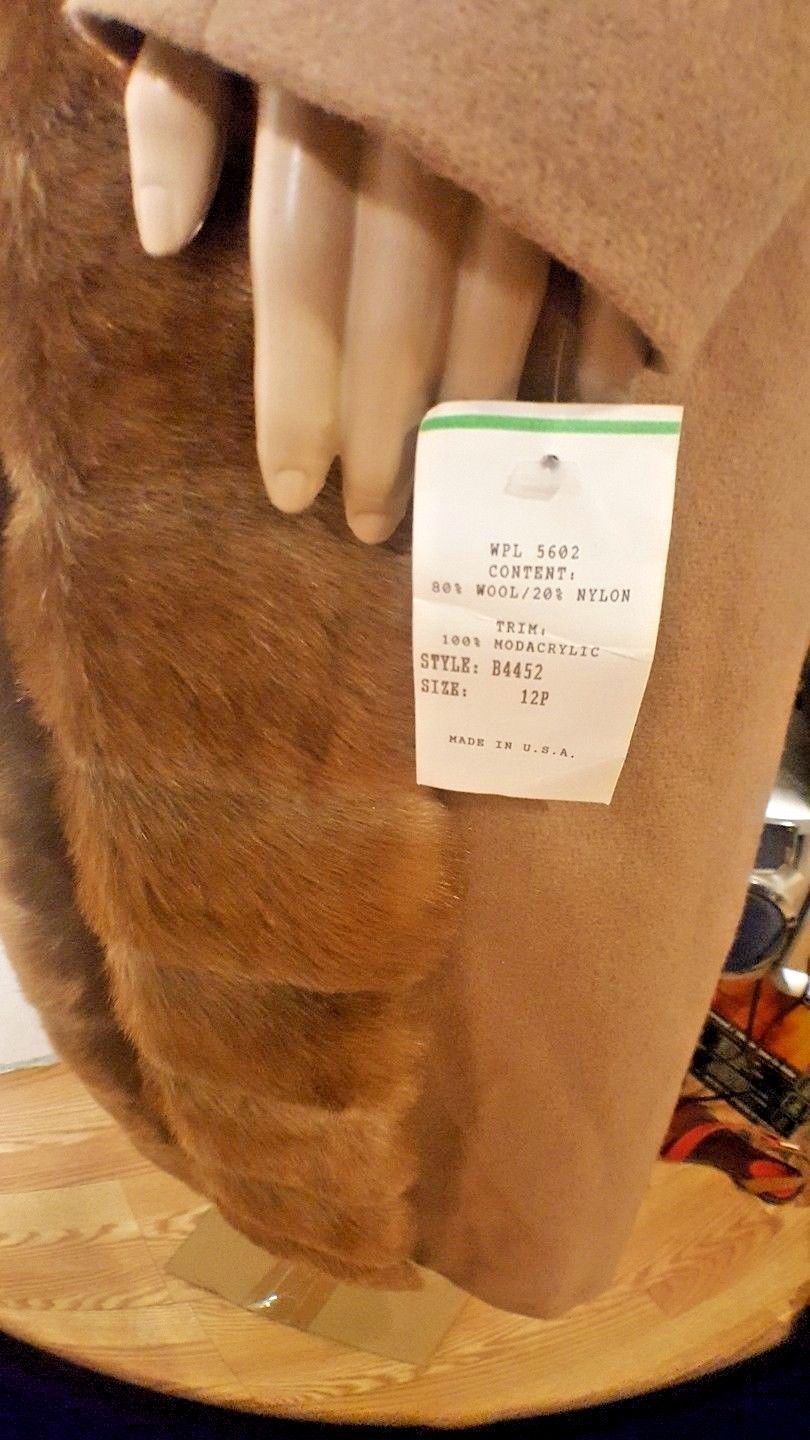 WPL 5602
CONTENT:
80% WOOL/20% NYLON
TRIM:
100% MODACRYLIC
STYLE: B4452
SIZE: 12P
MADE IN U.S.A.